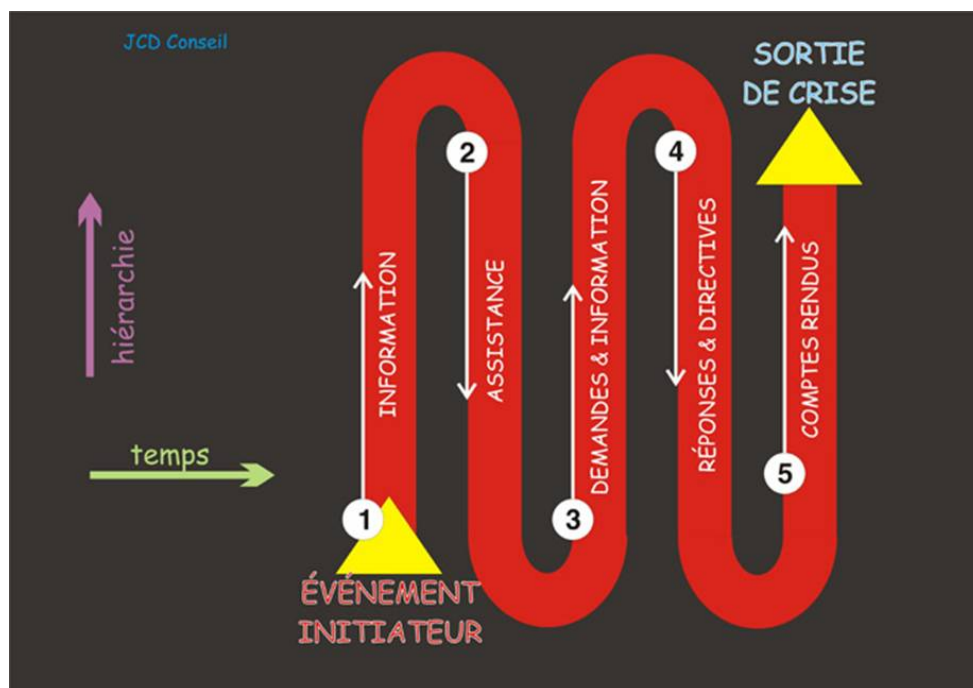 JCD Conseil
SORTIE
DE CRISE
hiérarchie
temps
1
INFORMATION
2
ASSISTANCE
3
DEMANDES & INFORMATION
4
RÉPONSES & DIRECTIVES
5
COMPTES RENDUS
ÉVÉNEMENT
INITIATEUR